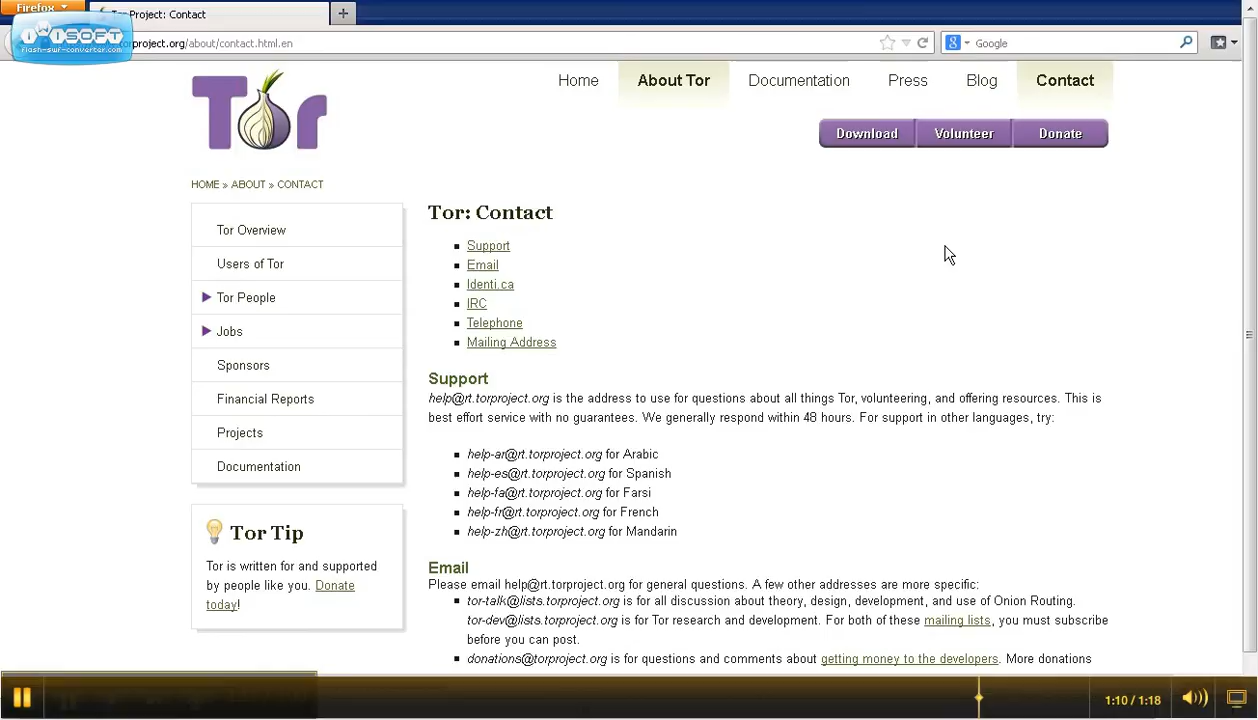 Firefox
Tor Project: Contact
iWiSOFT
flash-swf-converter.com
torproject.org/about/contact.html.en
Google
Tor
Home
About Tor
Documentation
Press
Blog
Contact
Download
Volunteer
Donate
HOME » ABOUT » CONTACT
Tor Overview
Users of Tor
Tor People
Jobs
Sponsors
Financial Reports
Projects
Documentation
Tor Tip
Tor is written for and supported
by people like you. Donate
today!
Tor: Contact
Support
Email
Identi.ca
IRC
Telephone
Mailing Address
Support
help@rt.torproject.org is the address to use for questions about all things Tor, volunteering, and offering resources. This is
best effort service with no guarantees. We generally respond within 48 hours. For support in other languages, try:
help-ar@rt.torproject.org for Arabic
help-es@rt.torproject.org for Spanish
help-fa@rt.torproject.org for Farsi
help-fr@rt.torproject.org for French
help-zh@rt.torproject.org for Mandarin
Email
Please email help@rt.torproject.org for general questions. A few other addresses are more specific:
tor-talk@lists.torproject.org is for all discussion about theory, design, development, and use of Onion Routing.
tor-dev@lists.torproject.org is for Tor research and development. For both of these mailing lists, you must subscribe
before you can post.
donations@torproject.org is for questions and comments about getting money to the developers. More donations
1:10 / 1:18